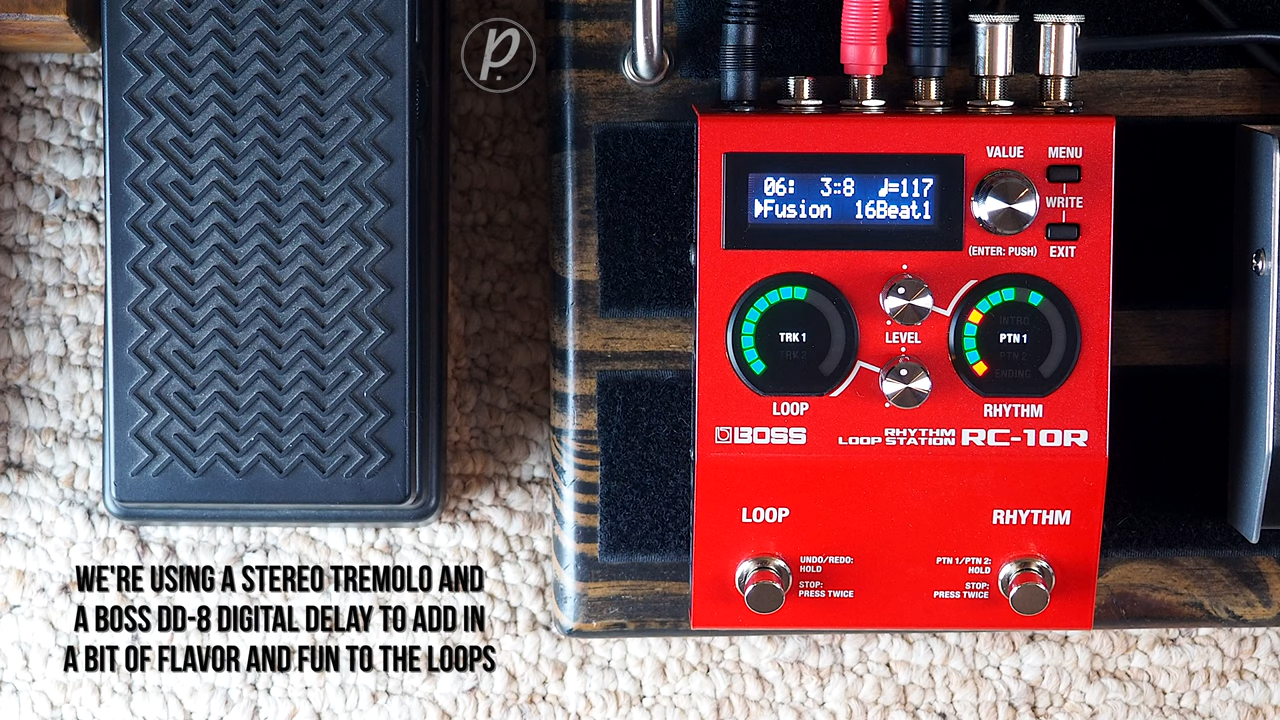 p.
VALUE MENU
06: 3::8 ♩=117
▶Fusion 16Beat1
WRITE
(ENTER: PUSH) EXIT
TRK 1
TRK 2
LEVEL
INTRO
PTN 1
PTN 2
ENDING
LOOP
RHYTHM
BOSS
RHYTHM
LOOP STATION RC-10R
LOOP
RHYTHM
UNDO/REDO:
HOLD
STOP:
PRESS TWICE
PTN 1/PTN 2:
HOLD
STOP:
PRESS TWICE
WE'RE USING A STEREO TREMOLO AND
A BOSS DD-8 DIGITAL DELAY TO ADD IN
A BIT OF FLAVOR AND FUN TO THE LOOPS